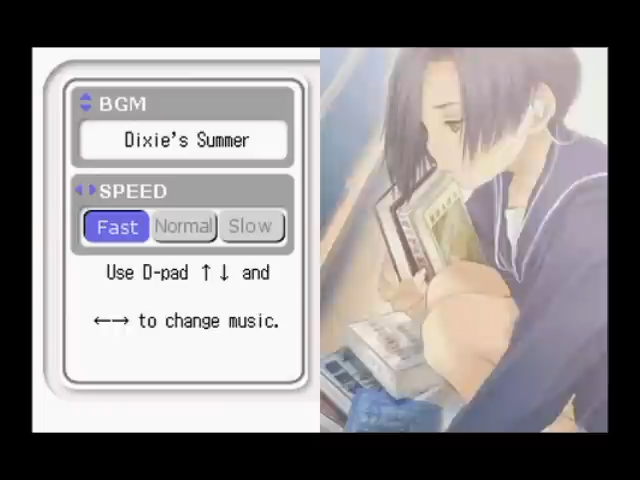 BGM
Dixie's Summer
SPEED
Fast Normal Slow
Use D-pad ↑↓ and
←→ to change music.